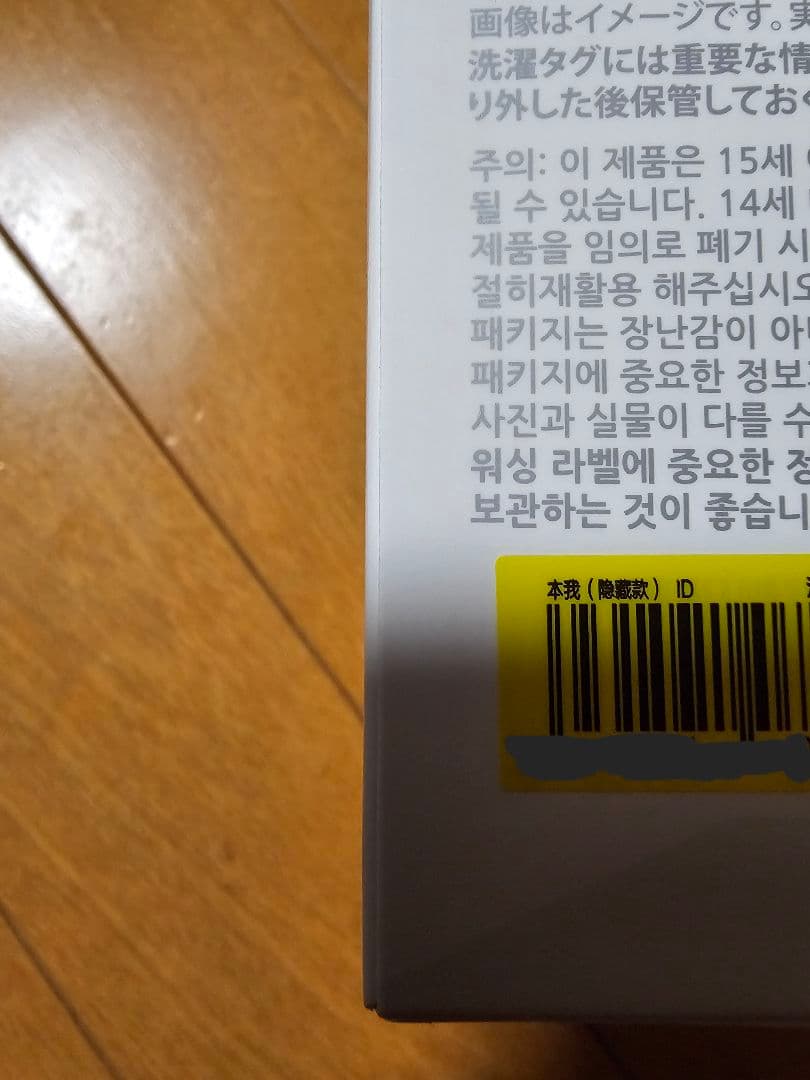 画像はイメージです。実
洗濯タグには重要な情
り外した後保管してお
주의: 이 제품은 15세
될 수 있습니다. 14세
제품을 임의로 폐기 시
절히재활용 해주십시오
패키지는 장난감이 아
패키지에 중요한 정보
사진과 실물이 다를 수
워싱 라벨에 중요한 정
보관하는 것이 좋습니
本我（隐藏款） ID